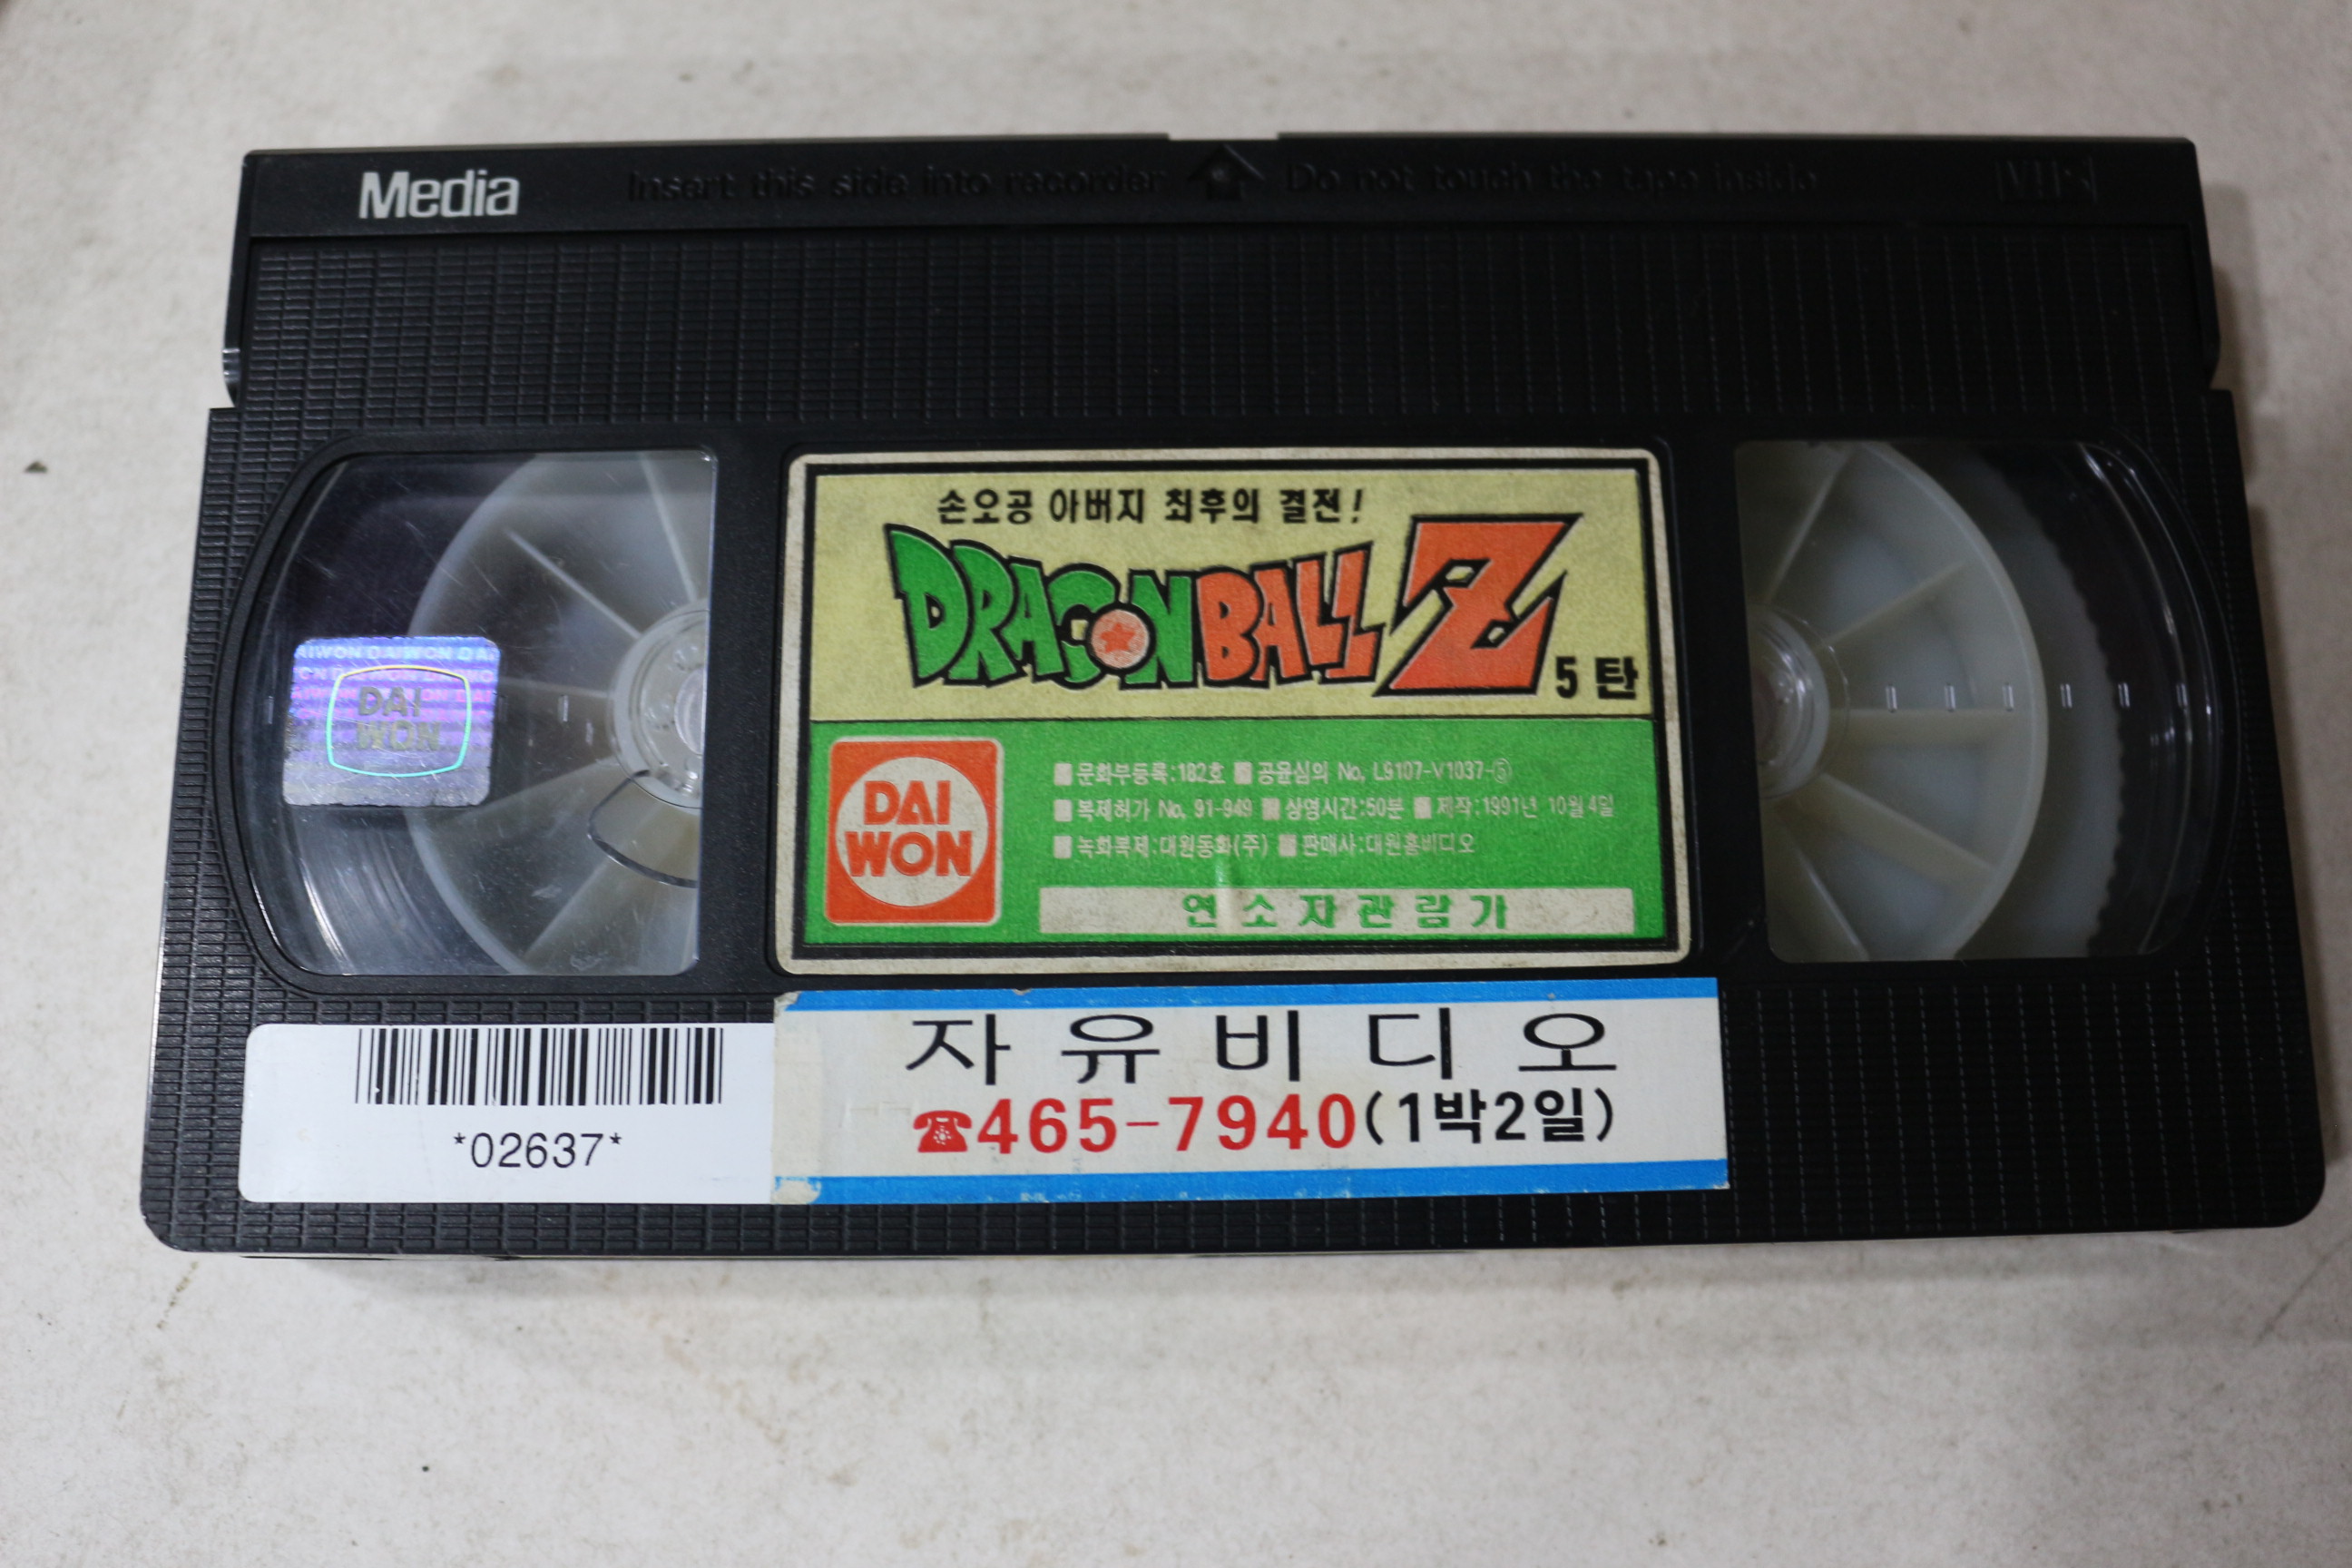 Media
Insert this side into recorder Do not touch the tape inside VHS
손오공 아버지 최후의 결전!
DRAGONBALL Z
5 탄
DAI
WON
DAI
WON
■문화부등록:182호 ■공윤심의 No. L9107-V1037-⑤
■복제허가 No. 91-949 ■상영시간:50분 ■제작:1991년 10월 4일
■녹화복제:대원동화(주) ■판매사:대원홈비디오
연소자관람가
자유비디오
☎465-7940(1박2일)
*02637*